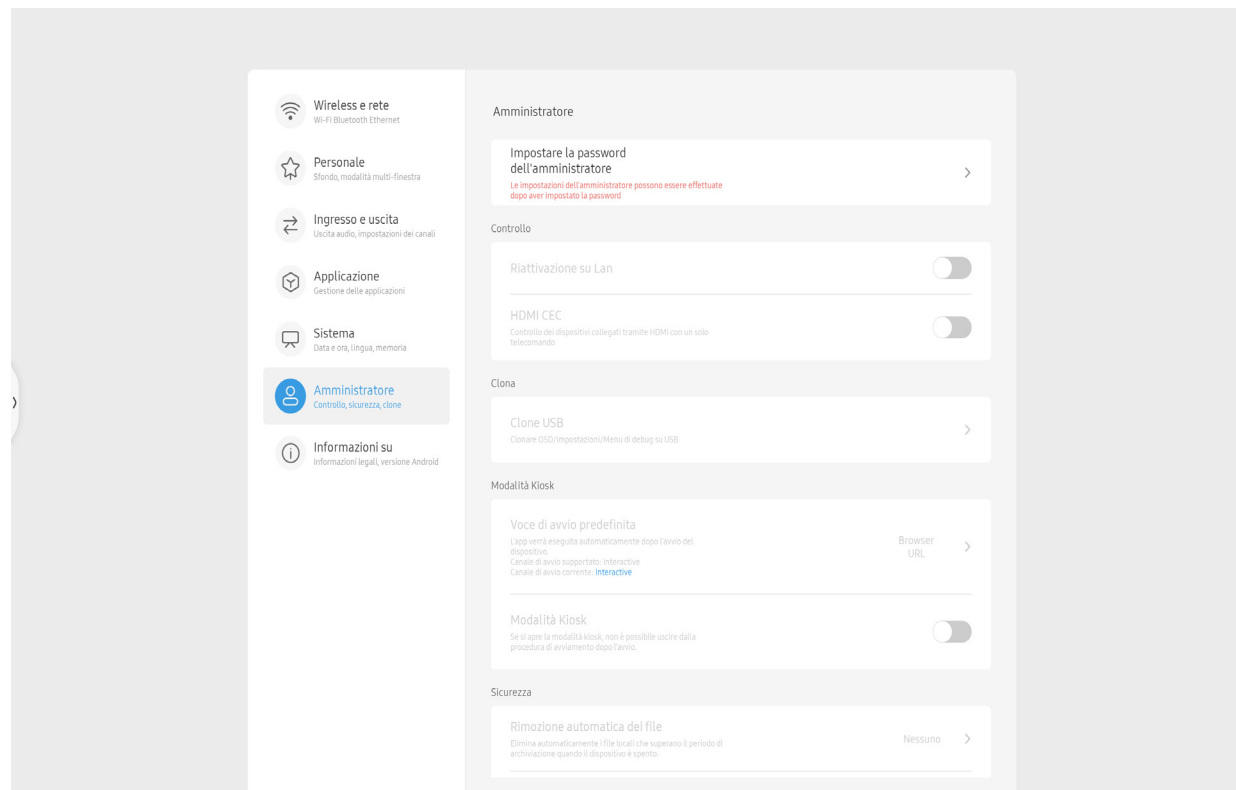 Wireless e rete
Wi-Fi Bluetooth Ethernet
Personale
Sfondo, modalità multi-finestra
Ingresso e uscita
Uscita audio, impostazioni dei canali
Applicazione
Gestione delle applicazioni
Sistema
Data e ora, lingua, memoria
Amministratore
Controllo, sicurezza, clone
Informazioni su
Informazioni legali, versione Android
Amministratore
Impostare la password
dell'amministratore
Le impostazioni dell'amministratore possono essere effettuate
dopo aver impostato la password
Controllo
Riattivazione su Lan
HDMI CEC
Controllo dei dispositivi collegati tramite HDMI con un solo
telecomando
Clona
Clone USB
Clonare OSD/Impostazioni/Menu di debug su USB
Modalità Kiosk
Voce di avvio predefinita
L'app verrà eseguita automaticamente dopo l'avvio del
dispositivo.
Canale di avvio supportato: Interactive
Canale di avvio corrente: Interactive
Browser
URL
Modalità Kiosk
Se si apre la modalità kiosk, non è possibile uscire dalla
procedura di avviamento dopo l'avvio.
Sicurezza
Rimozione automatica dei file
Elimina automaticamente i file locali che superano il periodo di
archiviazione quando il dispositivo è spento.
Nessuno